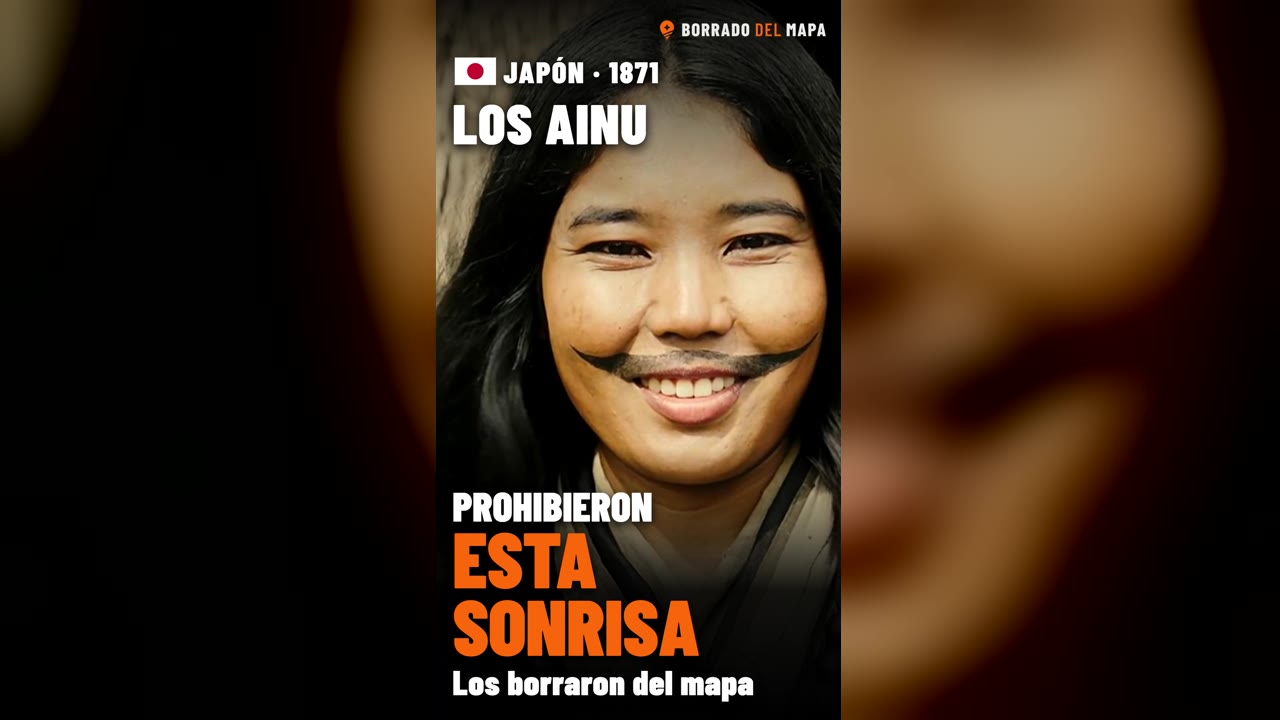 BORRADO DEL MAPA
JAPÓN · 1871
LOS AINU
PROHIBIERON
ESTA
SONRISA
Los borraron del mapa